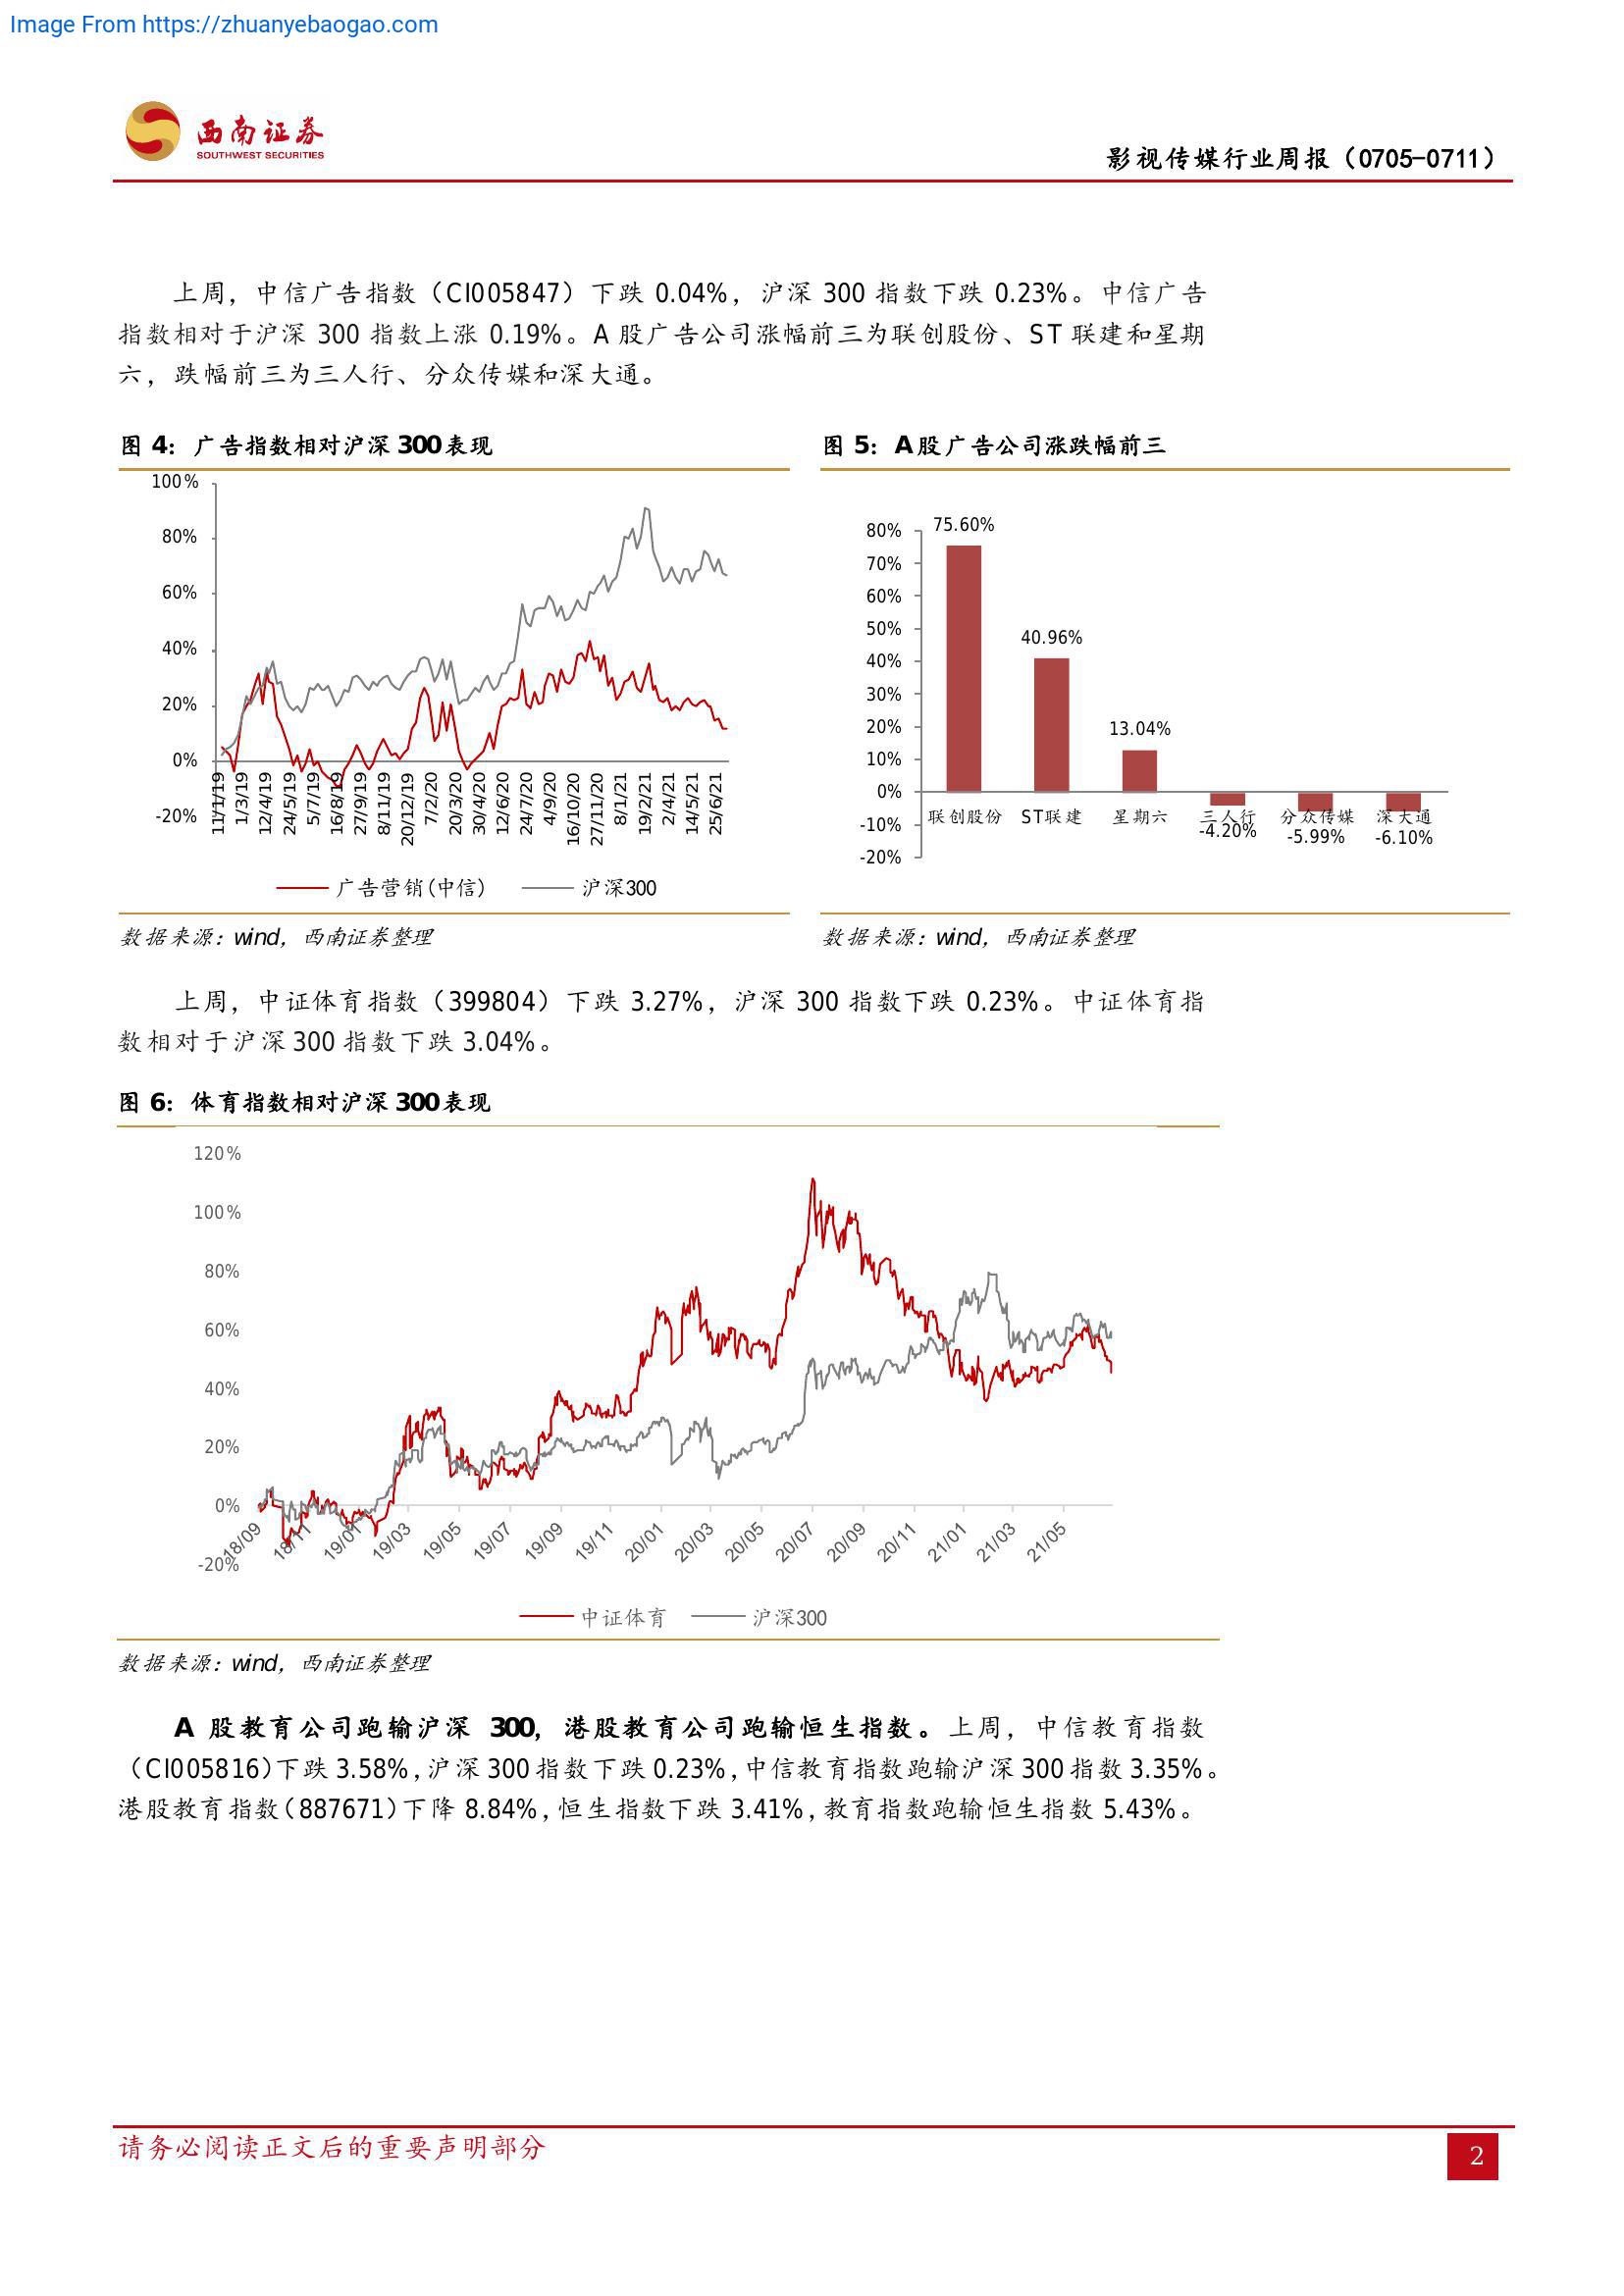 Image From https://zhuanyebaogao.com
西南证券
SOUTHWEST SECURITIES
影视传媒行业周报（0705-0711）
上周，中信广告指数（CI005847）下跌 0.04%，沪深 300 指数下跌 0.23%。中信广告
指数相对于沪深 300 指数上涨 0.19%。A 股广告公司涨幅前三为联创股份、ST 联建和星期
六，跌幅前三为三人行、分众传媒和深大通。
图 4：广告指数相对沪深 300 表现
100%
80%
60%
40%
20%
0%
-20%
11/1/19
1/3/19
12/4/19
24/5/19
5/7/19
16/8/19
27/9/19
8/11/19
20/12/19
7/2/20
20/3/20
30/4/20
12/6/20
24/7/20
4/9/20
16/10/20
27/11/20
8/1/21
19/2/21
2/4/21
14/5/21
25/6/21
广告营销(中信)
沪深300
数据来源：wind，西南证券整理
图 5：A 股广告公司涨跌幅前三
80%
70%
60%
50%
40%
30%
20%
10%
0%
-10%
-20%
75.60%
40.96%
13.04%
-4.20%
-5.99%
-6.10%
联创股份
ST联建
星期六
三人行
分众传媒
深大通
数据来源：wind，西南证券整理
上周，中证体育指数（399804）下跌 3.27%，沪深 300 指数下跌 0.23%。中证体育指
数相对于沪深 300 指数下跌 3.04%。
图 6：体育指数相对沪深 300 表现
120%
100%
80%
60%
40%
20%
0%
-20%
18/09
18/11
19/01
19/03
19/05
19/07
19/09
19/11
20/01
20/03
20/05
20/07
20/09
20/11
21/01
21/03
21/05
中证体育
沪深300
数据来源：wind，西南证券整理
A 股教育公司跑输沪深 300，港股教育公司跑输恒生指数。上周，中信教育指数
（CI005816）下跌 3.58%，沪深 300 指数下跌 0.23%，中信教育指数跑输沪深 300 指数 3.35%。
港股教育指数（887671）下降 8.84%，恒生指数下跌 3.41%，教育指数跑输恒生指数 5.43%。
请务必阅读正文后的重要声明部分
2